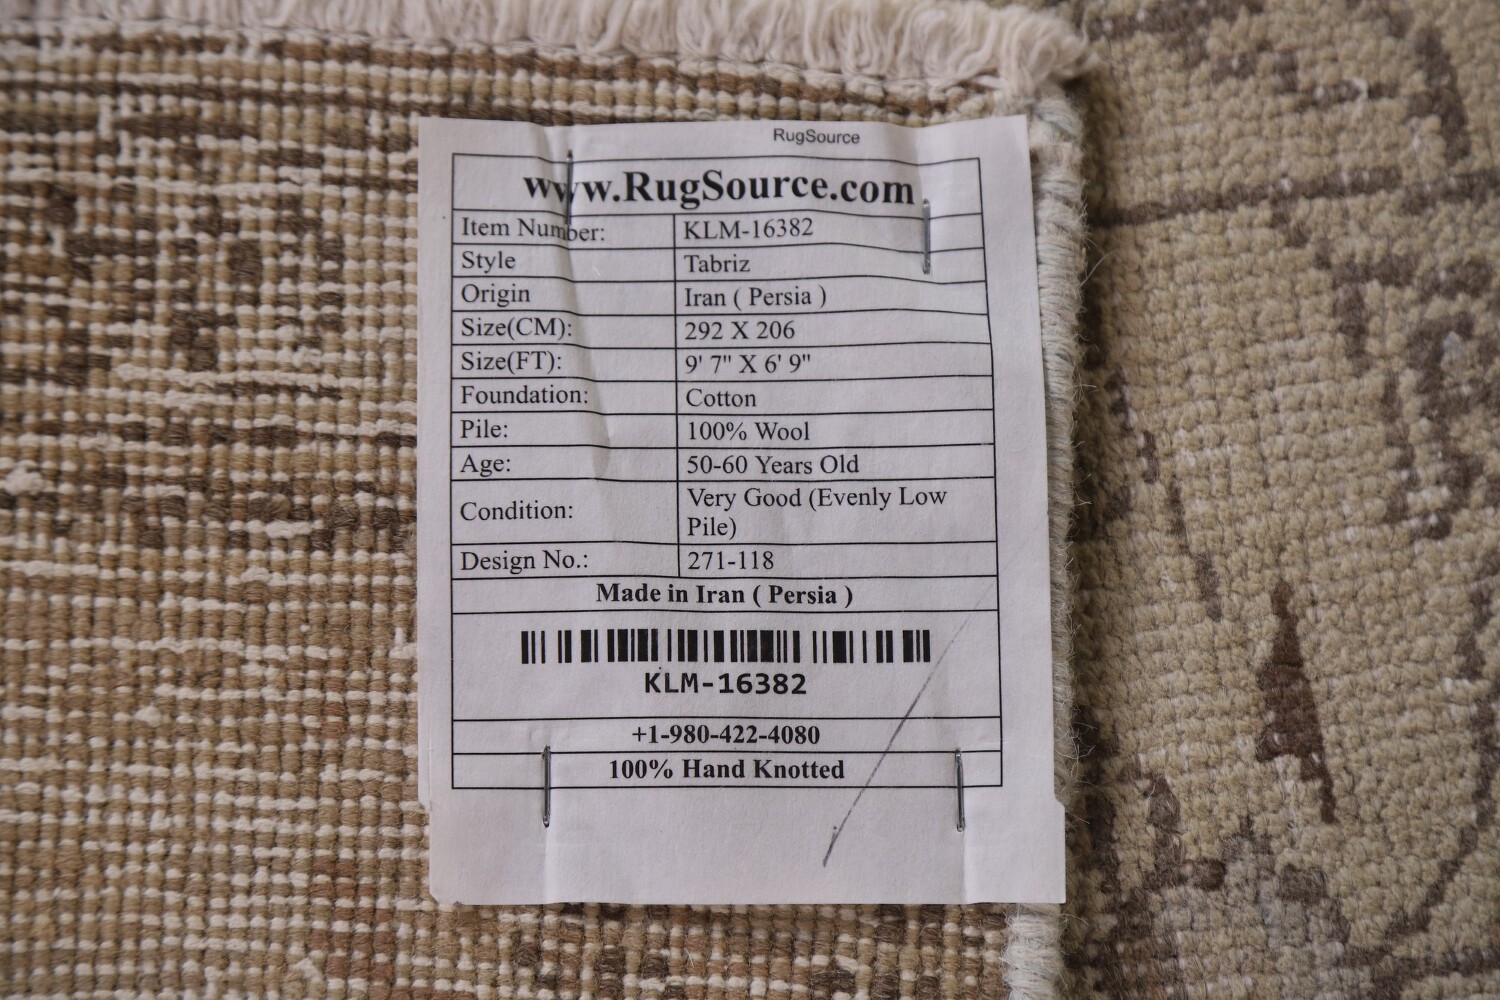 RugSource
www.RugSource.com
Item Number: KLM-16382
Style Tabriz
Origin Iran ( Persia )
Size(CM): 292 X 206
Size(FT): 9' 7" X 6' 9"
Foundation: Cotton
Pile: 100% Wool
Age: 50-60 Years Old
Condition: Very Good (Evenly Low
Pile)
Design No.: 271-118
Made in Iran ( Persia )
KLM-16382
+1-980-422-4080
100% Hand Knotted